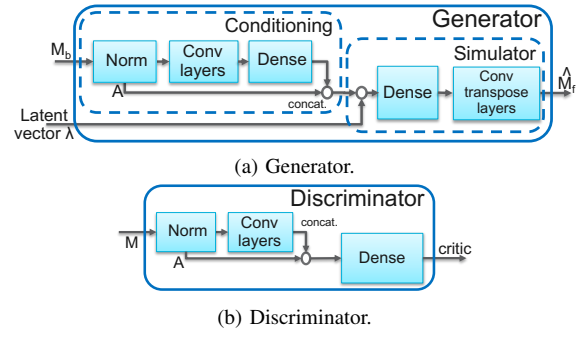 Conditioning
Generator
M_b
Norm
Conv
layers
Dense
A
concat.
Simulator
Dense
Conv
transpose
layers
M̂_f
Latent
vector λ
(a) Generator.
Discriminator
M
Norm
Conv
layers
concat.
A
Dense
critic
(b) Discriminator.